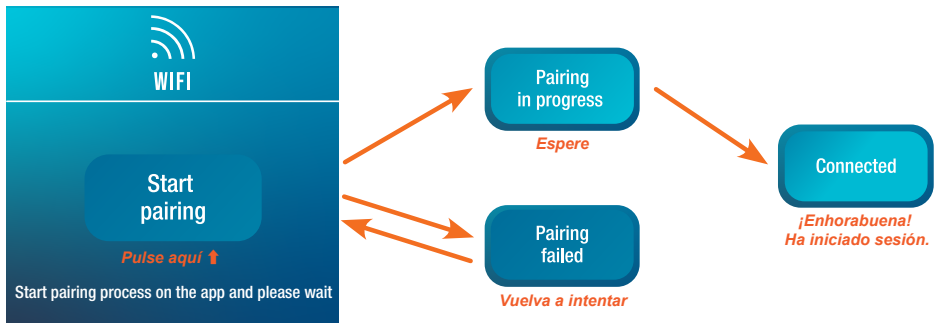 WIFI
Start
pairing
Pulse aquí ⬆
Start pairing process on the app and please wait
Pairing
in progress
Espere
Pairing
failed
Vuelva a intentar
Connected
¡Enhorabuena!
Ha iniciado sesión.